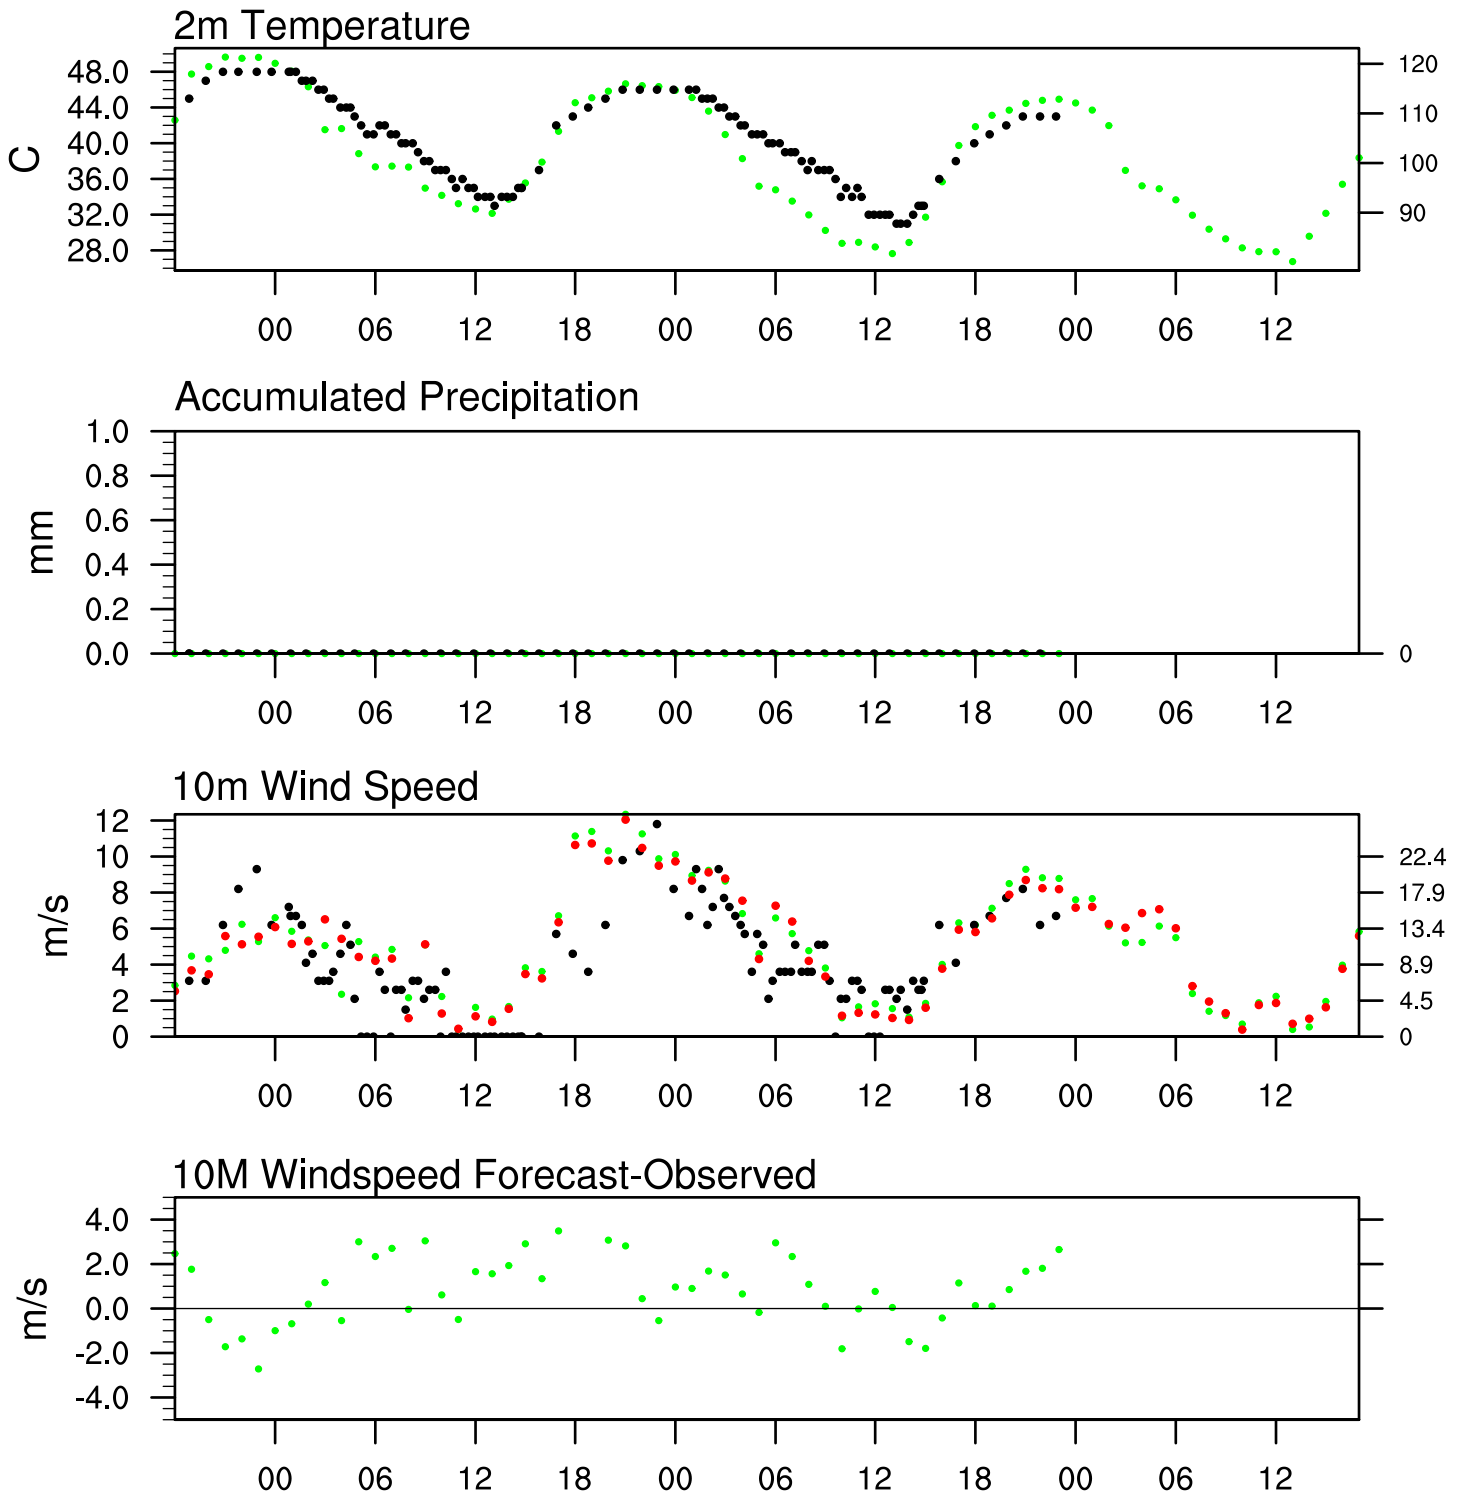 2m Temperature
48.0
44.0
40.0
36.0
32.0
28.0
C
120
110
100
90
00 06 12 18 00 06 12 18 00 06 12
Accumulated Precipitation
1.0
0.8
0.6
0.4
0.2
0.0
mm
0
00 06 12 18 00 06 12 18 00 06 12
10m Wind Speed
12
10
8
6
4
2
0
m/s
22.4
17.9
13.4
8.9
4.5
0
00 06 12 18 00 06 12 18 00 06 12
10M Windspeed Forecast-Observed
4.0
2.0
0.0
-2.0
-4.0
m/s
00 06 12 18 00 06 12 18 00 06 12